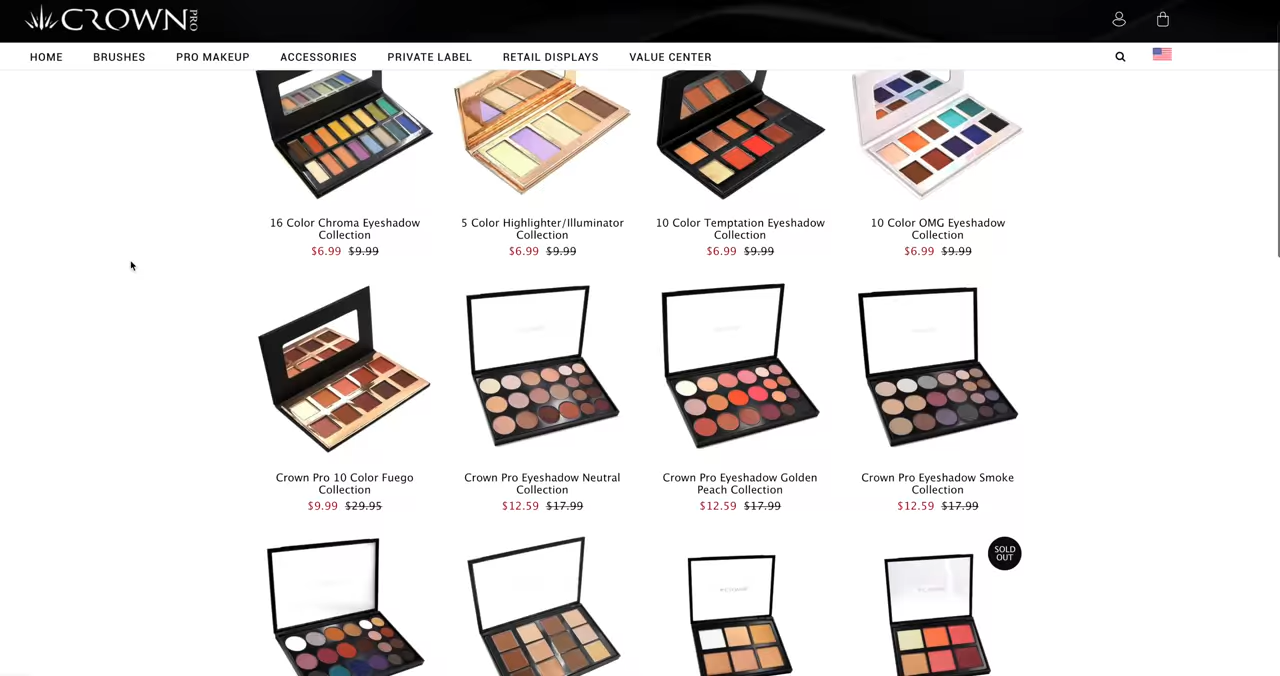 CROWN PRO
HOME BRUSHES PRO MAKEUP ACCESSORIES PRIVATE LABEL RETAIL DISPLAYS VALUE CENTER
16 Color Chroma Eyeshadow
Collection
$6.99 $9.99
5 Color Highlighter/Illuminator
Collection
$6.99 $9.99
10 Color Temptation Eyeshadow
Collection
$6.99 $9.99
10 Color OMG Eyeshadow
Collection
$6.99 $9.99
Crown Pro 10 Color Fuego
Collection
$9.99 $29.95
Crown Pro Eyeshadow Neutral
Collection
$12.59 $17.99
Crown Pro Eyeshadow Golden
Peach Collection
$12.59 $17.99
Crown Pro Eyeshadow Smoke
Collection
$12.59 $17.99
SOLD
OUT